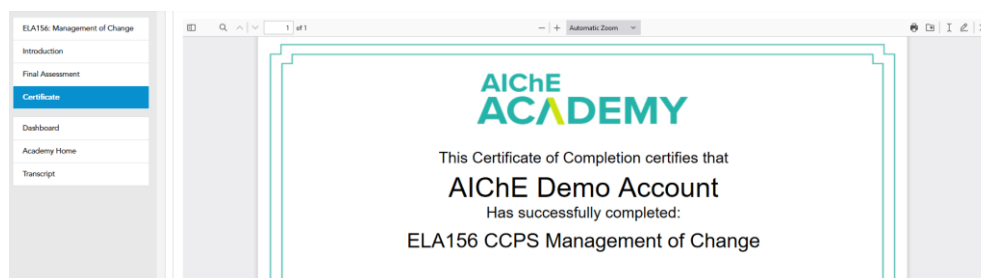 ELA156: Management of Change
Introduction
Final Assessment
Certificate
Dashboard
Academy Home
Transcript
1 of 1
Automatic Zoom
AIChE
ACADEMY
This Certificate of Completion certifies that
AIChE Demo Account
Has successfully completed:
ELA156 CCPS Management of Change